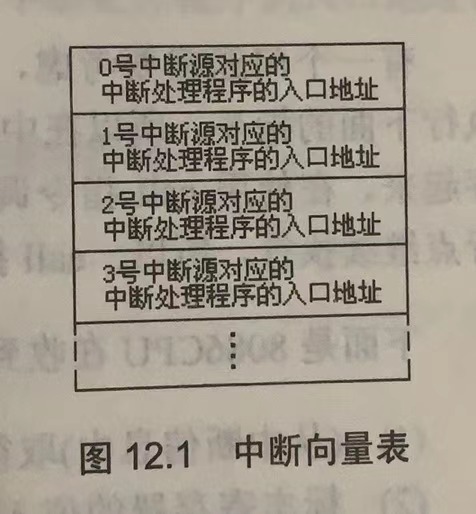 0号中断源对应的
中断处理程序的入口地址
1号中断源对应的
中断处理程序的入口地址
2号中断源对应的
中断处理程序的入口地址
3号中断源对应的
中断处理程序的入口地址
⋮
图 12.1 中断向量表